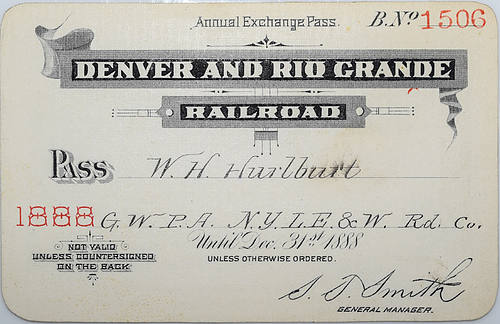 Annual Exchange Pass. B. No 1506
DENVER AND RIO GRANDE
RAILROAD
PASS W. H. Hurlburt
1888 G. W. P. A. N. Y. L. E. & W. Rd. Co.
Until Dec. 31st 1888
NOT VALID
UNLESS COUNTERSIGNED
ON THE BACK
UNLESS OTHERWISE ORDERED.
S. T. Smith
GENERAL MANAGER.